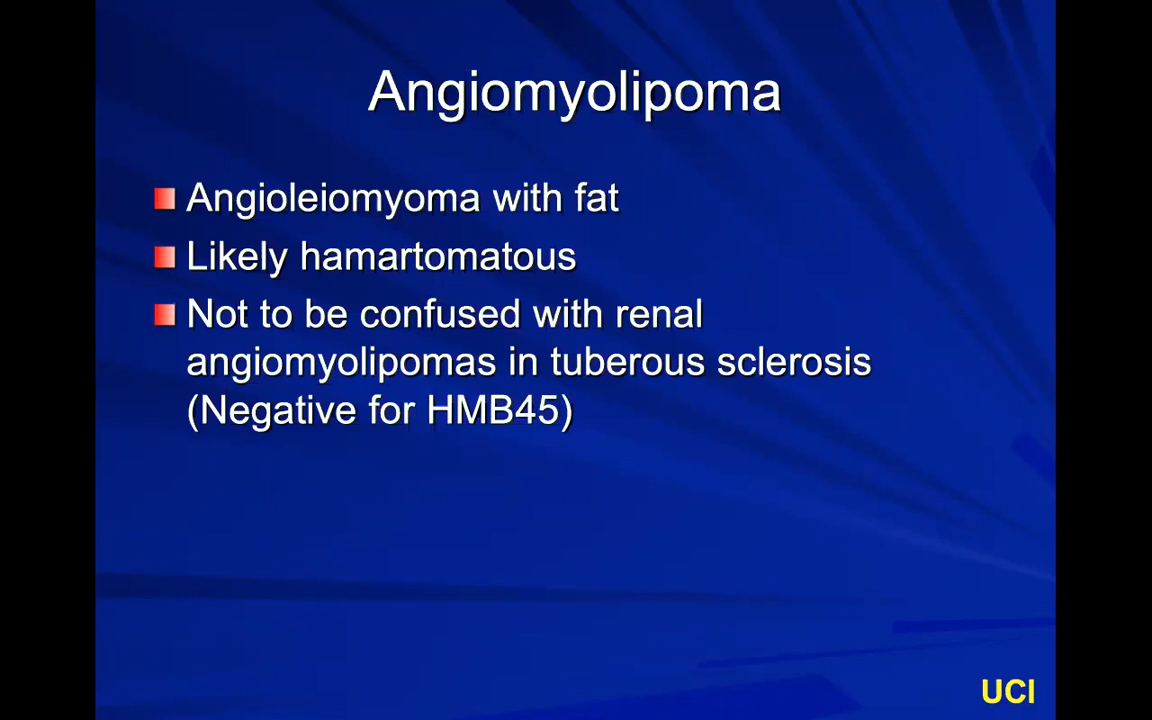 Angiomyolipoma
Angioleiomyoma with fat
Likely hamartomatous
Not to be confused with renal
angiomyolipomas in tuberous sclerosis
(Negative for HMB45)
UCI